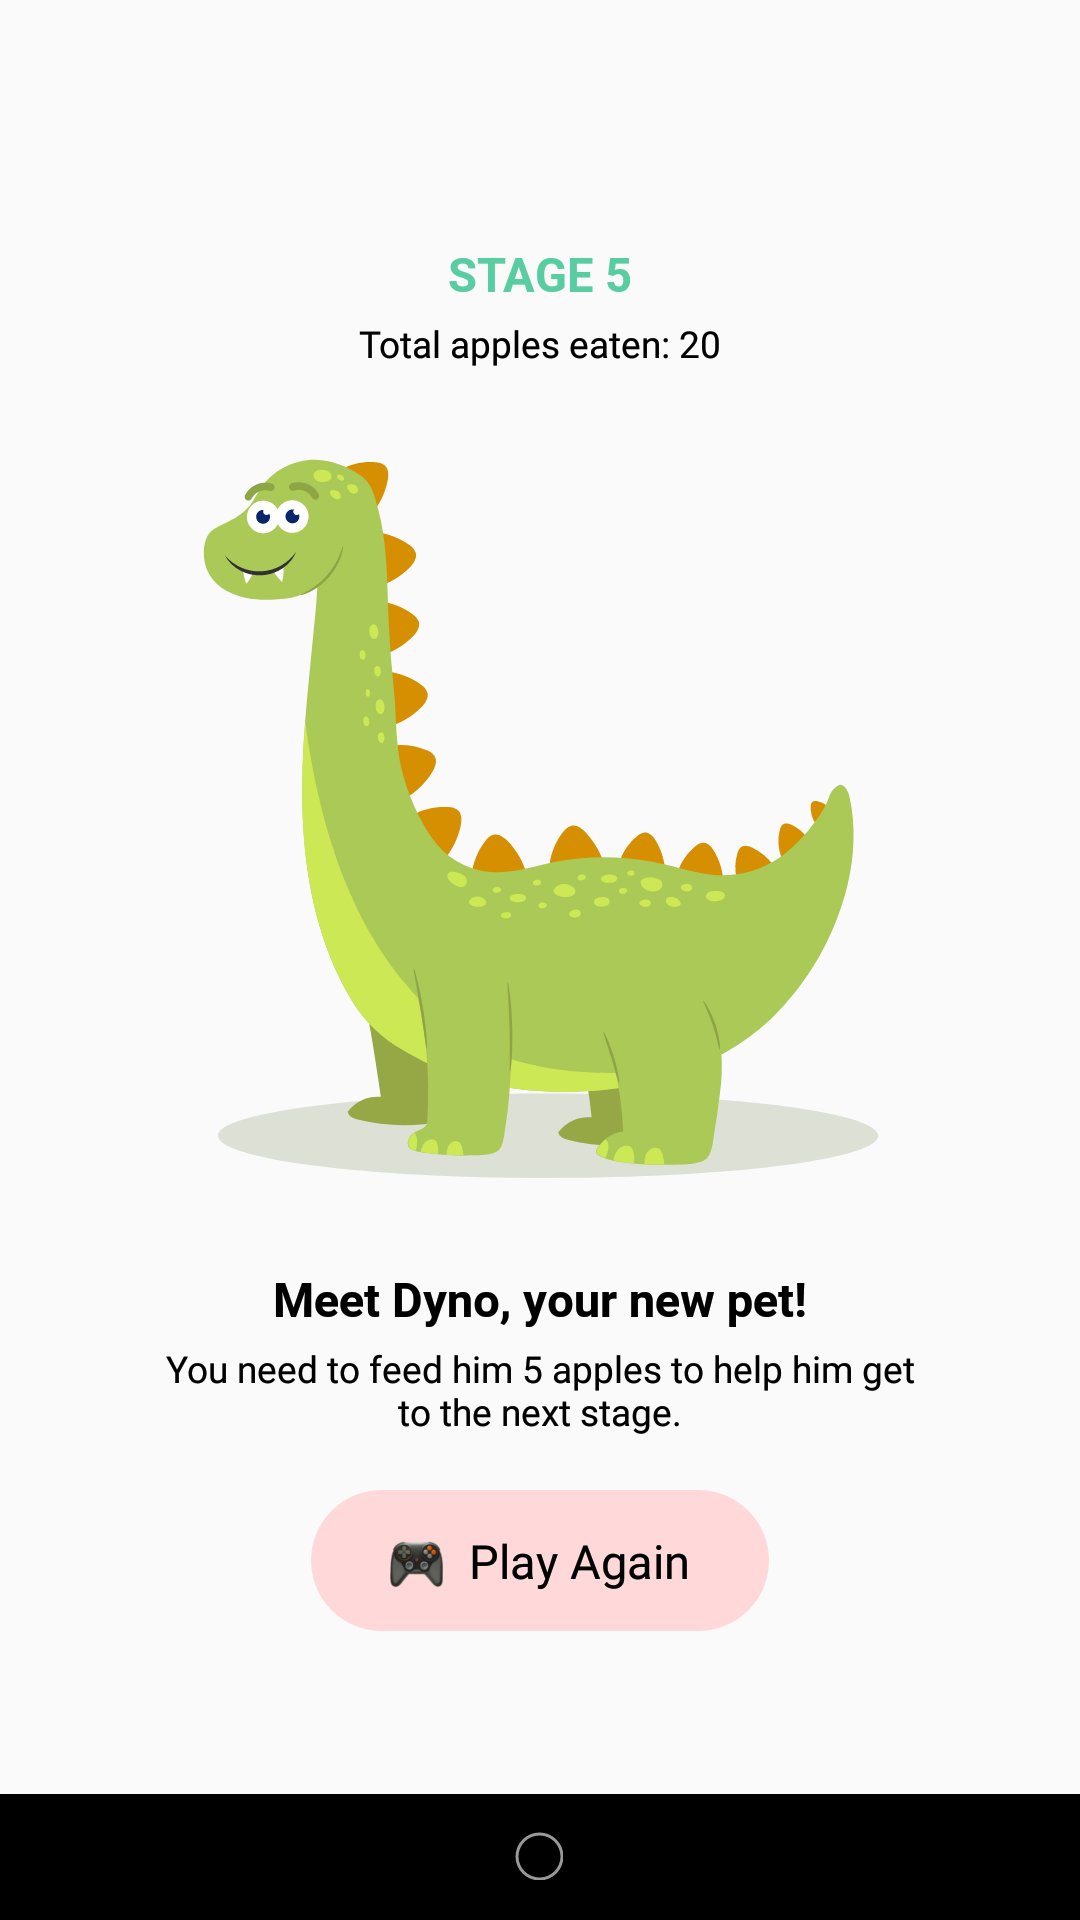 STAGE 5
Total apples eaten: 20
Meet Dyno, your new pet!
You need to feed him 5 apples to help him get
to the next stage.
🎮 Play Again